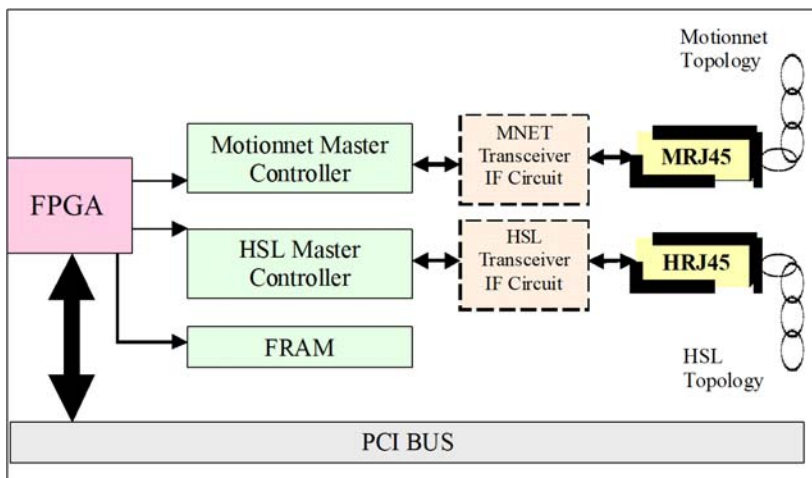 Motionnet
Topology
Motionnet Master
Controller
MNET
Transceiver
IF Circuit
MRJ45
FPGA
HSL Master
Controller
HSL
Transceiver
IF Circuit
HRJ45
FRAM
HSL
Topology
PCI BUS